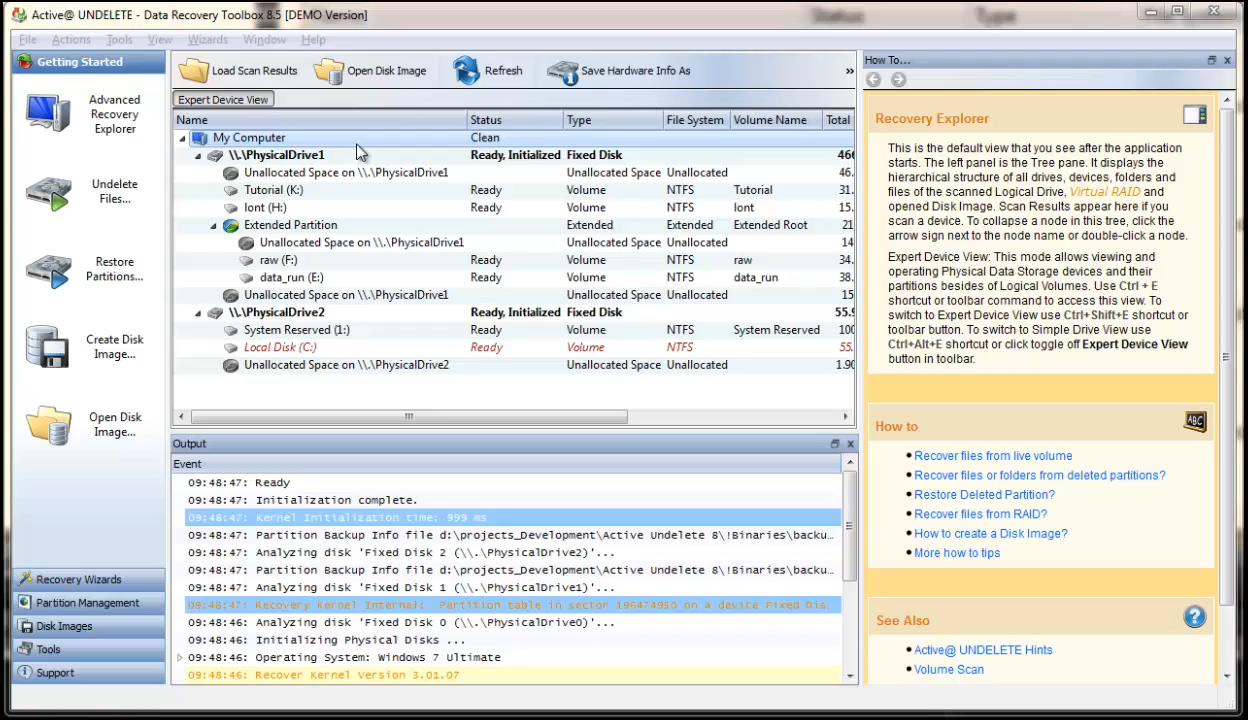 Active@ UNDELETE - Data Recovery Toolbox 8.5 [DEMO Version]
Status Type
File Actions Tools View Wizards Window Help
Getting Started
Advanced
Recovery
Explorer
Undelete
Files...
Restore
Partitions...
Create Disk
Image...
Open Disk
Image...
Recovery Wizards
Partition Management
Disk Images
Tools
Support
Load Scan Results Open Disk Image Refresh Save Hardware Info As »
Expert Device View
Name Status Type File System Volume Name Total
My Computer Clean
\\.\PhysicalDrive1 Ready, Initialized Fixed Disk 466
Unallocated Space on \\.\PhysicalDrive1 Unallocated Space Unallocated 46.
Tutorial (K:) Ready Volume NTFS Tutorial 31.
Iont (H:) Ready Volume NTFS Iont 15.
Extended Partition Extended Extended Extended Root 21
Unallocated Space on \\.\PhysicalDrive1 Unallocated Space Unallocated 14
raw (F:) Ready Volume NTFS raw 34.
data_run (E:) Ready Volume NTFS data_run 38.
Unallocated Space on \\.\PhysicalDrive1 Unallocated Space Unallocated 15
\\.\PhysicalDrive2 Ready, Initialized Fixed Disk 55.9
System Reserved (1:) Ready Volume NTFS System Reserved 100
Local Disk (C:) Ready Volume NTFS 55.
Unallocated Space on \\.\PhysicalDrive2 Unallocated Space Unallocated 1.90
Output
Event
09:48:47: Ready
09:48:47: Initialization complete.
09:48:47: Kernel Initialization time: 999 ms
09:48:47: Partition Backup Info file d:\projects_Development\Active Undelete 8\!Binaries\backu...
09:48:47: Analyzing disk 'Fixed Disk 2 (\\.\PhysicalDrive2)'...
09:48:47: Partition Backup Info file d:\projects_Development\Active Undelete 8\!Binaries\backu...
09:48:47: Analyzing disk 'Fixed Disk 1 (\\.\PhysicalDrive1)'...
09:48:47: Recovery Kernel Internal: Partition table in sector 196474950 on a device Fixed Dis
09:48:46: Analyzing disk 'Fixed Disk 0 (\\.\PhysicalDrive0)'...
09:48:46: Initializing Physical Disks ...
09:48:46: Operating System: Windows 7 Ultimate
09:48:46: Recover Kernel Version 3.01.07
How To...
Recovery Explorer
This is the default view that you see after the application
starts. The left panel is the Tree pane. It displays the
hierarchical structure of all drives, devices, folders and
files of the scanned Logical Drive, Virtual RAID and
opened Disk Image. Scan Results appear here if you
scan a device. To collapse a node in this tree, click the
arrow sign next to the node name or double-click a node.
Expert Device View: This mode allows viewing and
operating Physical Data Storage devices and their
partitions besides of Logical Volumes. Use Ctrl + E
shortcut or toolbar command to access this view. To
switch to Expert Device View use Ctrl+Shift+E shortcut or
toolbar button. To switch to Simple Drive View use
Ctrl+Alt+E shortcut or click toggle off Expert Device View
button in toolbar.
How to
ABC
Recover files from live volume
Recover files or folders from deleted partitions?
Restore Deleted Partition?
Recover files from RAID?
How to create a Disk Image?
More how to tips
See Also
Active@ UNDELETE Hints
Volume Scan